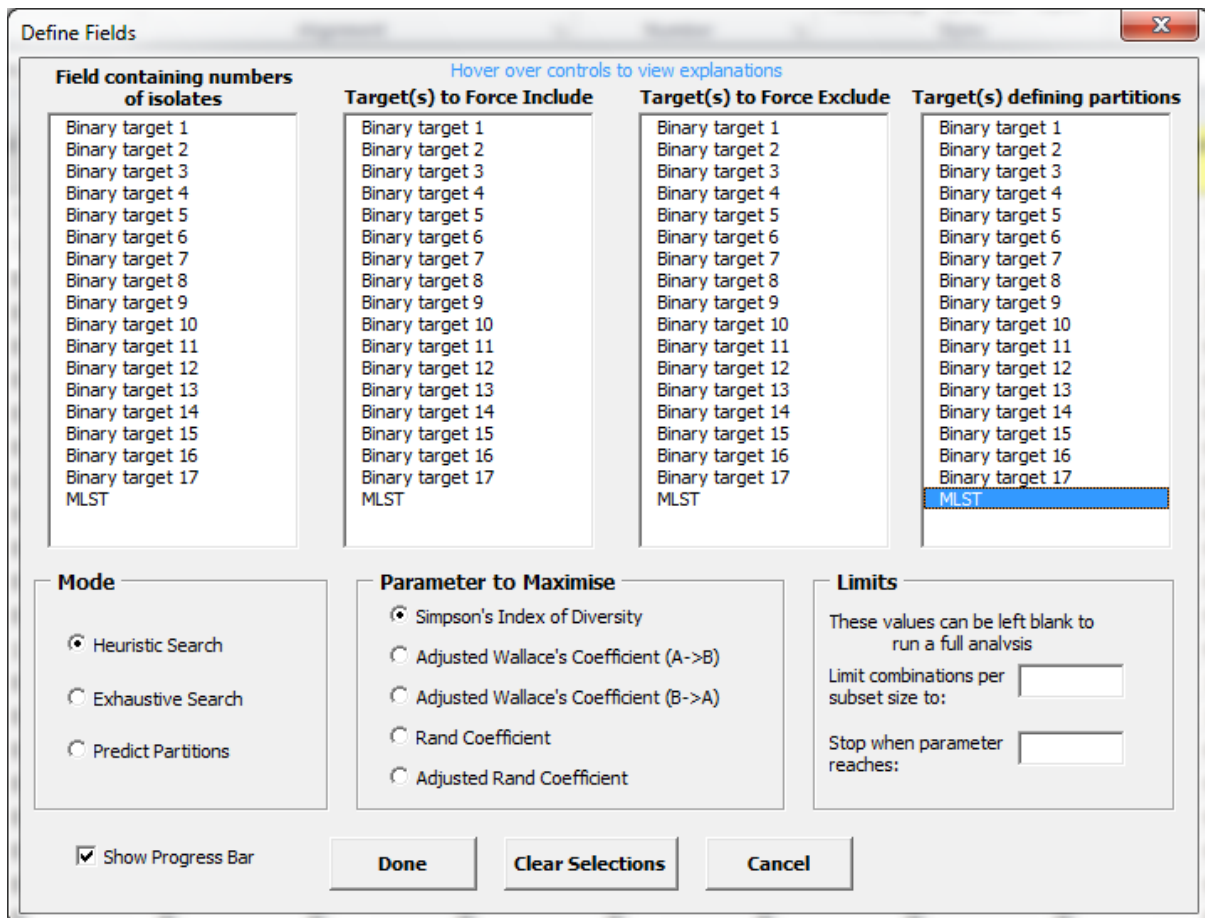 Define Fields
Hover over controls to view explanations
Field containing numbers
of isolates
Binary target 1
Binary target 2
Binary target 3
Binary target 4
Binary target 5
Binary target 6
Binary target 7
Binary target 8
Binary target 9
Binary target 10
Binary target 11
Binary target 12
Binary target 13
Binary target 14
Binary target 15
Binary target 16
Binary target 17
MLST
Target(s) to Force Include
Binary target 1
Binary target 2
Binary target 3
Binary target 4
Binary target 5
Binary target 6
Binary target 7
Binary target 8
Binary target 9
Binary target 10
Binary target 11
Binary target 12
Binary target 13
Binary target 14
Binary target 15
Binary target 16
Binary target 17
MLST
Target(s) to Force Exclude
Binary target 1
Binary target 2
Binary target 3
Binary target 4
Binary target 5
Binary target 6
Binary target 7
Binary target 8
Binary target 9
Binary target 10
Binary target 11
Binary target 12
Binary target 13
Binary target 14
Binary target 15
Binary target 16
Binary target 17
MLST
Target(s) defining partitions
Binary target 1
Binary target 2
Binary target 3
Binary target 4
Binary target 5
Binary target 6
Binary target 7
Binary target 8
Binary target 9
Binary target 10
Binary target 11
Binary target 12
Binary target 13
Binary target 14
Binary target 15
Binary target 16
Binary target 17
MLST
Mode
Heuristic Search
Exhaustive Search
Predict Partitions
Parameter to Maximise
Simpson's Index of Diversity
Adjusted Wallace's Coefficient (A->B)
Adjusted Wallace's Coefficient (B->A)
Rand Coefficient
Adjusted Rand Coefficient
Limits
These values can be left blank to
run a full analysis
Limit combinations per
subset size to:
Stop when parameter
reaches:
Show Progress Bar
Done
Clear Selections
Cancel